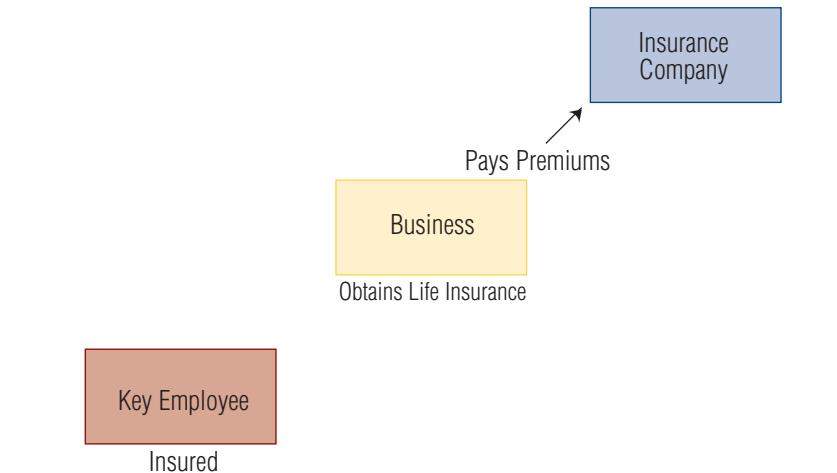 Insurance
Company
Pays Premiums
Business
Obtains Life Insurance
Key Employee
Insured